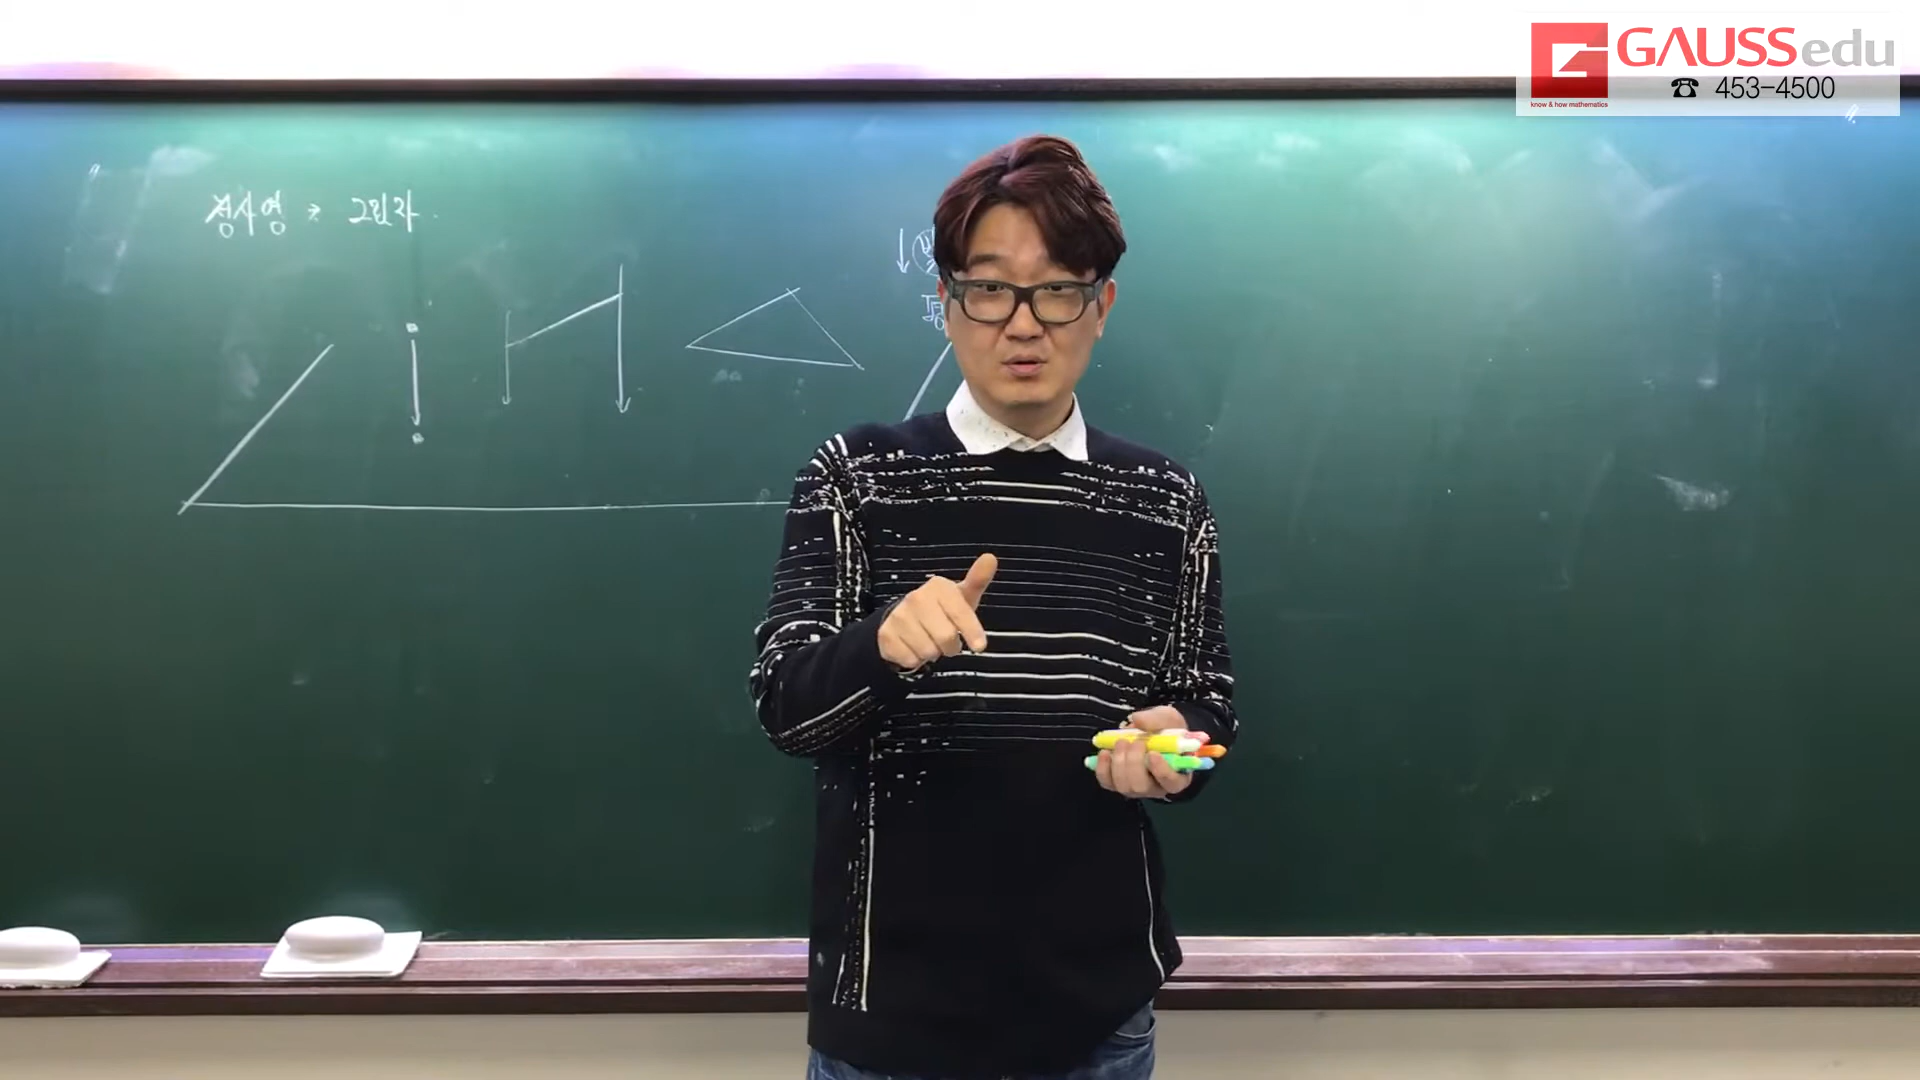 GAUSSedu
know & how mathematics
☎ 453-4500
정사영 → 그림자.